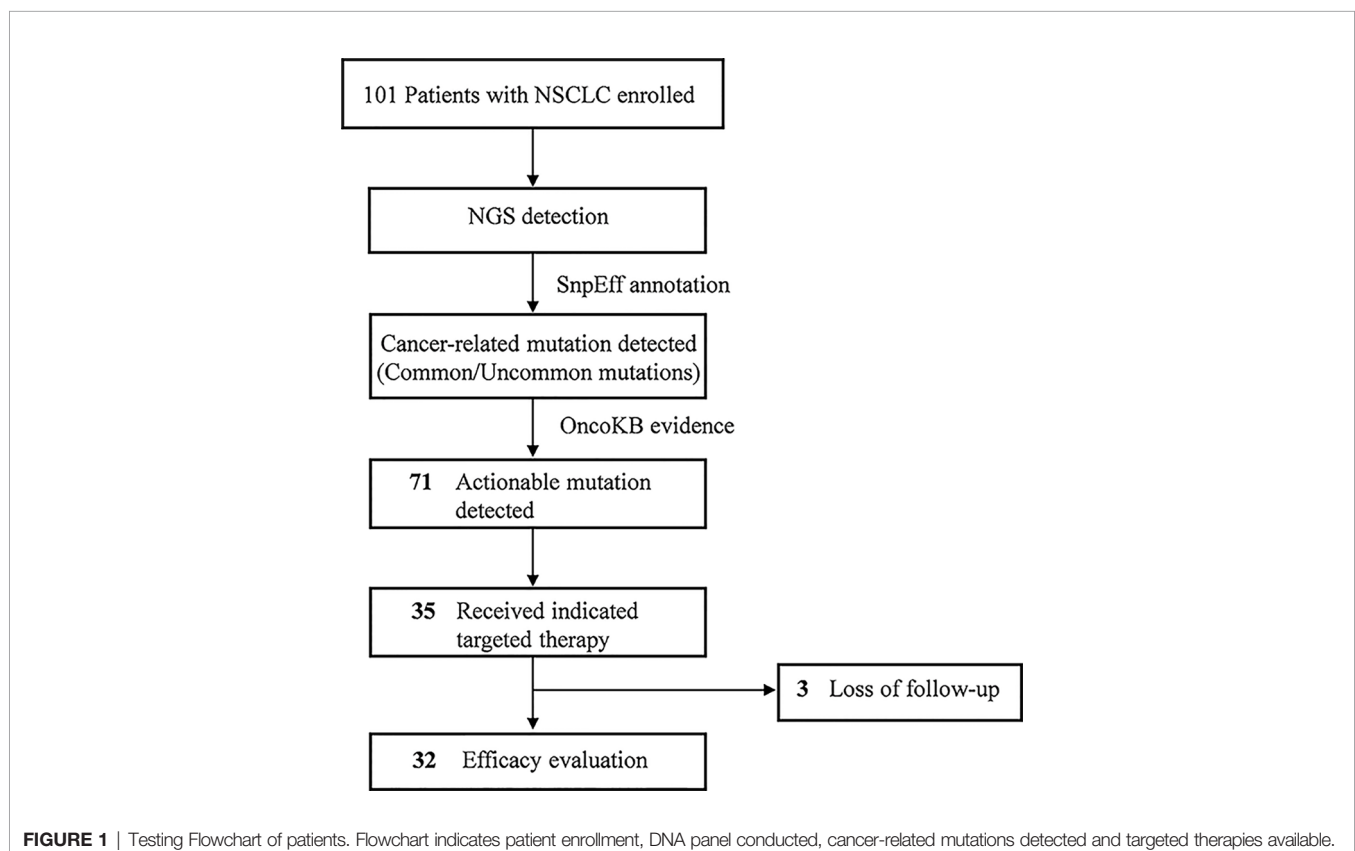 101 Patients with NSCLC enrolled
NGS detection
SnpEff annotation
Cancer-related mutation detected
(Common/Uncommon mutations)
OncoKB evidence
71 Actionable mutation
detected
35 Received indicated
targeted therapy
3 Loss of follow-up
32 Efficacy evaluation
FIGURE 1 | Testing Flowchart of patients. Flowchart indicates patient enrollment, DNA panel conducted, cancer-related mutations detected and targeted therapies available.